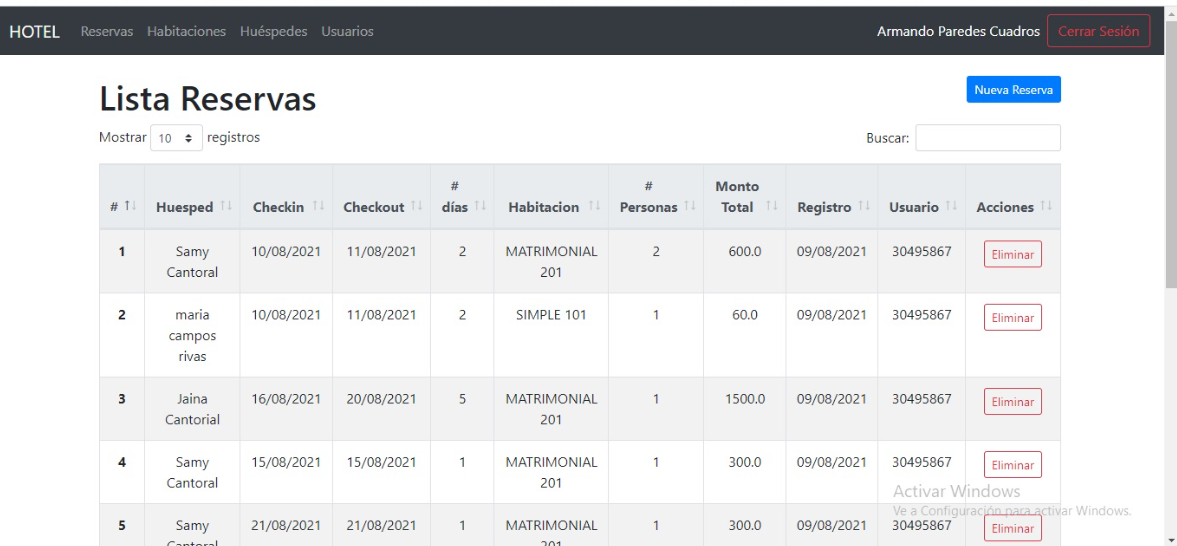 HOTEL Reservas Habitaciones Huéspedes Usuarios Armando Paredes Cuadros Cerrar Sesión
Lista Reservas Nueva Reserva
Mostrar 10 registros Buscar:
# Huesped Checkin Checkout # días Habitacion # Personas Monto Total Registro Usuario Acciones
1 Samy Cantoral 10/08/2021 11/08/2021 2 MATRIMONIAL 201 2 600.0 09/08/2021 30495867 Eliminar
2 maria campos rivas 10/08/2021 11/08/2021 2 SIMPLE 101 1 60.0 09/08/2021 30495867 Eliminar
3 Jaina Cantorial 16/08/2021 20/08/2021 5 MATRIMONIAL 201 1 1500.0 09/08/2021 30495867 Eliminar
4 Samy Cantoral 15/08/2021 15/08/2021 1 MATRIMONIAL 201 1 300.0 09/08/2021 30495867 Eliminar
Activar Windows
Ve a Configuración para activar Windows.
5 Samy Cantoral 21/08/2021 21/08/2021 1 MATRIMONIAL 201 1 300.0 09/08/2021 30495867 Eliminar